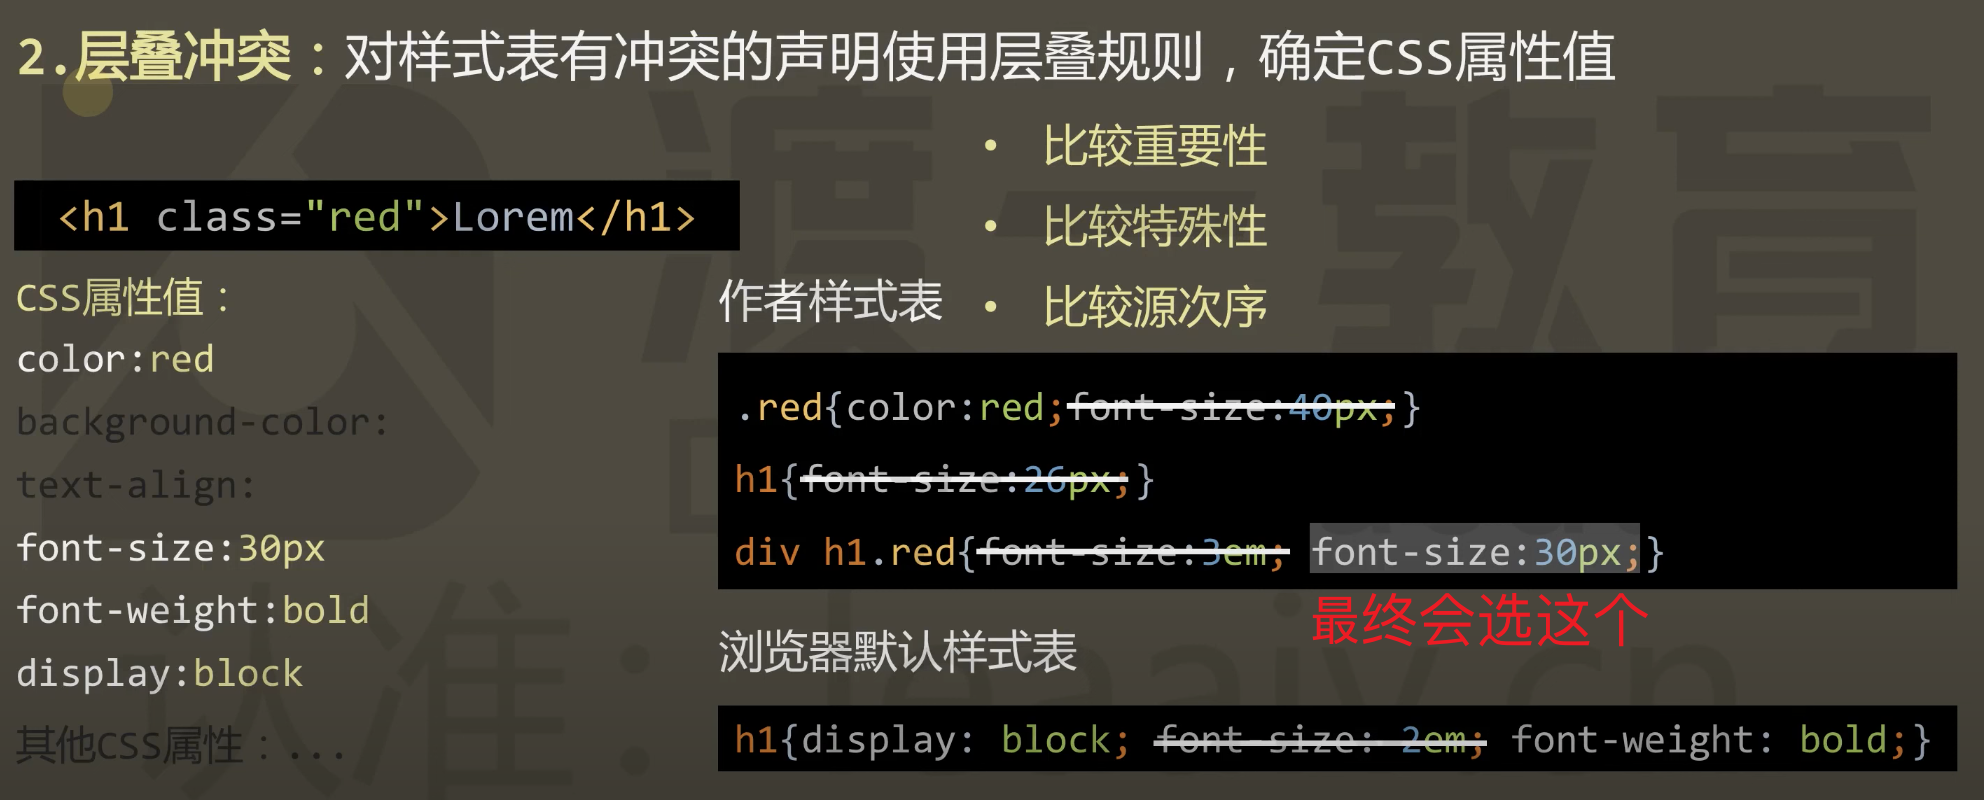 2.层叠冲突：对样式表有冲突的声明使用层叠规则，确定CSS属性值
• 比较重要性
<h1 class="red">Lorem</h1>
• 比较特殊性
CSS属性值：
作者样式表
• 比较源次序
color:red
.red{color:red;font-size:40px;}
background-color:
h1{font-size:26px;}
text-align:
div h1.red{font-size:3em; font-size:30px;}
font-size:30px
最终会选这个
font-weight:bold
浏览器默认样式表
display:block
h1{display: block; font-size: 2em; font-weight: bold;}
其他CSS属性：...
渡一教育
认准：